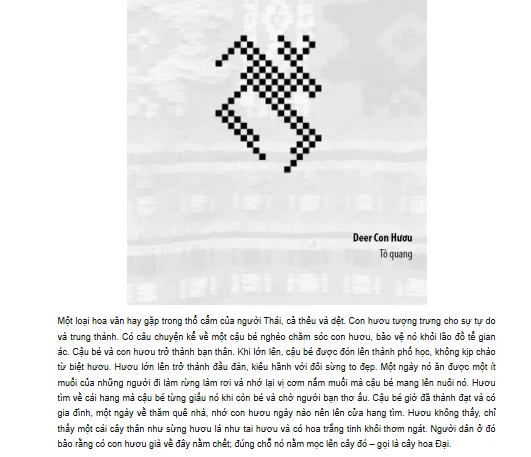 Deer Con Hươu
Tô quang
Một loại hoa văn hay gặp trong thổ cẩm của người Thái, cả thêu và dệt. Con hươu tượng trưng cho sự tự do
và trung thành. Có câu chuyện kể về một cậu bé nghèo chăm sóc con hươu, bảo vệ nó khỏi lão đồ tể gian
ác. Cậu bé và con hươu trở thành bạn thân. Khi lớn lên, cậu bé được đón lên thành phố học, không kịp chào
từ biệt hươu. Hươu lớn lên trở thành đầu đàn, kiêu hãnh với đôi sừng to đẹp. Một ngày nó ăn được một ít
muối của những người đi làm rừng làm rơi và nhớ lại vị cơm nắm muối mà cậu bé mang lên nuôi nó. Hươu
tìm về cái hang mà cậu bé từng giấu nó khi còn bé và chờ người bạn thơ ấu. Cậu bé giờ đã thành đạt và có
gia đình, một ngày về thăm quê nhà, nhớ con hươu ngày nào nên lên cửa hang tìm. Hươu không thấy, chỉ
thấy một cái cây thân như sừng hươu lá như tai hươu và có hoa trắng tinh khôi thơm ngát. Người dân ở đó
bảo rằng có con hươu già về đây nằm chết; đúng chỗ nó nằm mọc lên cây đó – gọi là cây hoa Đại.